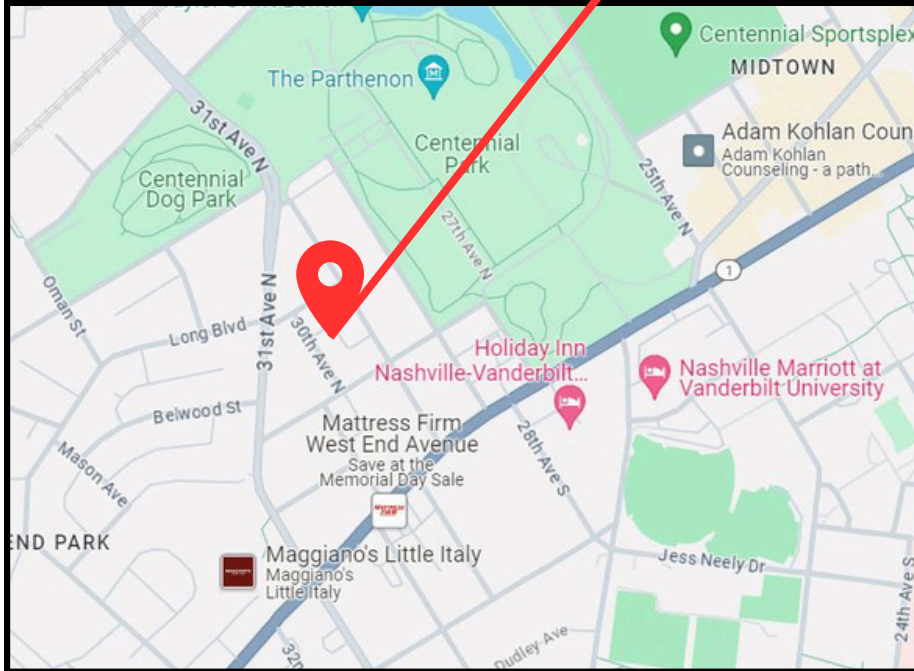 Centennial Sportsplex
MIDTOWN
The Parthenon
31st Ave N
Centennial
Park
Adam Kohlan Coun
Adam Kohlan
Counseling - a path...
25th Ave N
Centennial
Dog Park
27th Ave N
1
Oman St
31st Ave N
Long Blvd
30th Ave N
Holiday Inn
Nashville-Vanderbilt...
Nashville Marriott at
Vanderbilt University
Belwood St
Mattress Firm
West End Avenue
Save at the
Memorial Day Sale
28th Ave S
Mason Ave
END PARK
Maggiano's Little Italy
Maggiano's
Little Italy
Jess Neely Dr
24th Ave S
Dudley Ave
32n